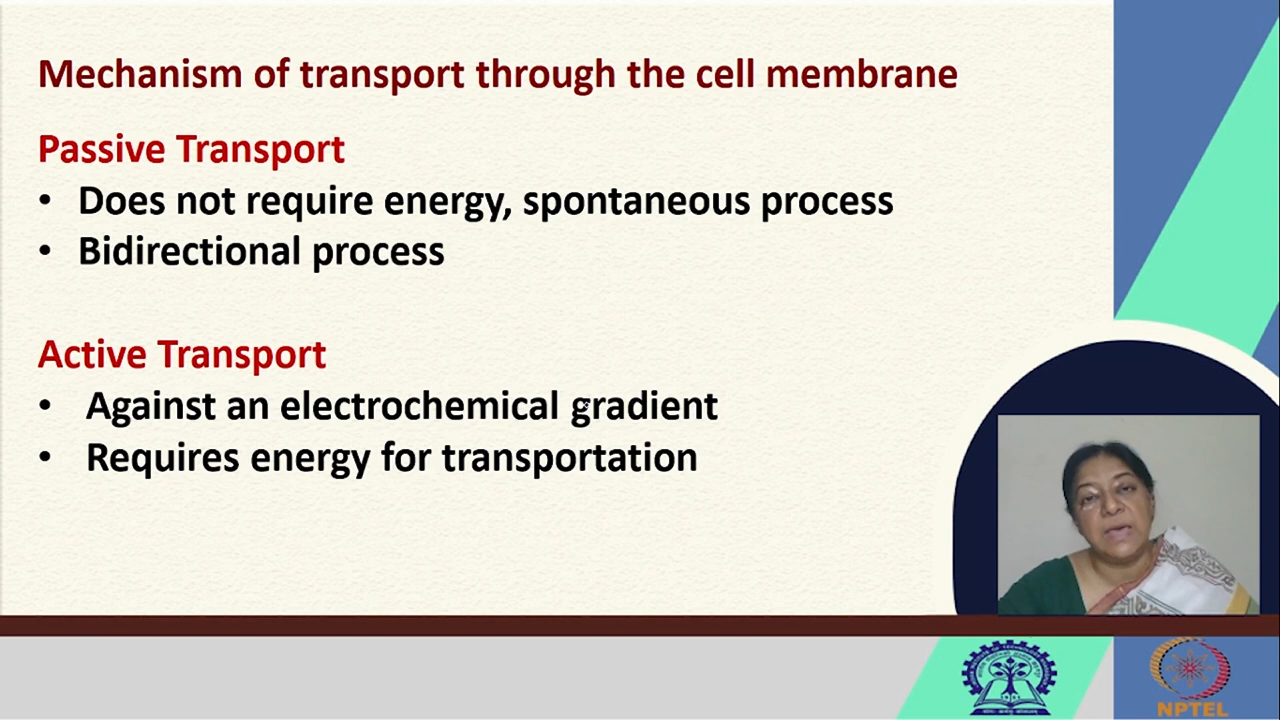 Mechanism of transport through the cell membrane
Passive Transport
• Does not require energy, spontaneous process
• Bidirectional process
Active Transport
• Against an electrochemical gradient
• Requires energy for transportation
NPTEL